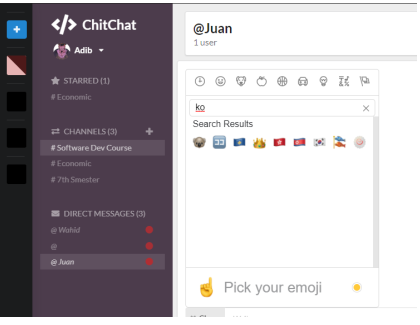 </> ChitChat
Adib
STARRED (1)
# Economic
CHANNELS (3) +
# Software Dev Course
# Economic
# 7th Smester
DIRECT MESSAGES (3)
@ Wahid
@
@ Juan
@Juan
1 user
ko
Search Results
Pick your emoji